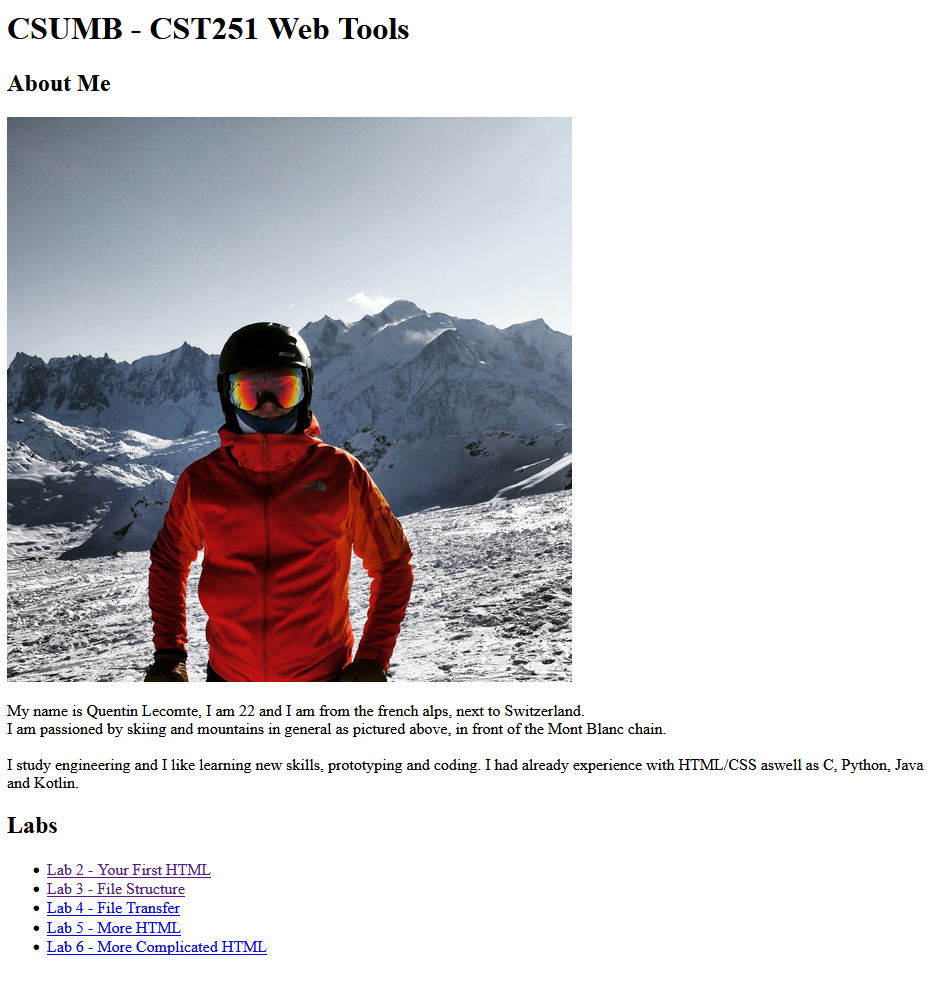 CSUMB - CST251 Web Tools
About Me
My name is Quentin Lecomte, I am 22 and I am from the french alps, next to Switzerland.
I am passioned by skiing and mountains in general as pictured above, in front of the Mont Blanc chain.
I study engineering and I like learning new skills, prototyping and coding. I had already experience with HTML/CSS aswell as C, Python, Java
and Kotlin.
Labs
Lab 2 - Your First HTML
Lab 3 - File Structure
Lab 4 - File Transfer
Lab 5 - More HTML
Lab 6 - More Complicated HTML